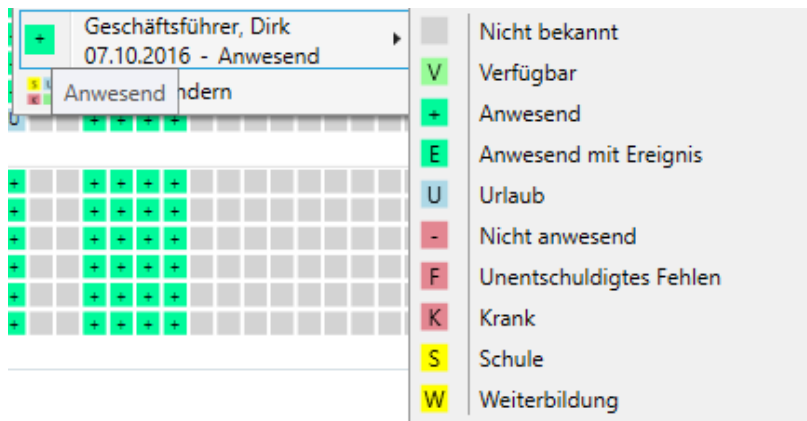 + Geschäftsführer, Dirk
07.10.2016 - Anwesend
S U
K
Anwesend
ndern
U + + + +
+ + + + +
+ + + + +
+ + + + +
+ + + + +
+ + + + +
+ + + + +
Nicht bekannt
V Verfügbar
+ Anwesend
E Anwesend mit Ereignis
U Urlaub
- Nicht anwesend
F Unentschuldigtes Fehlen
K Krank
S Schule
W Weiterbildung